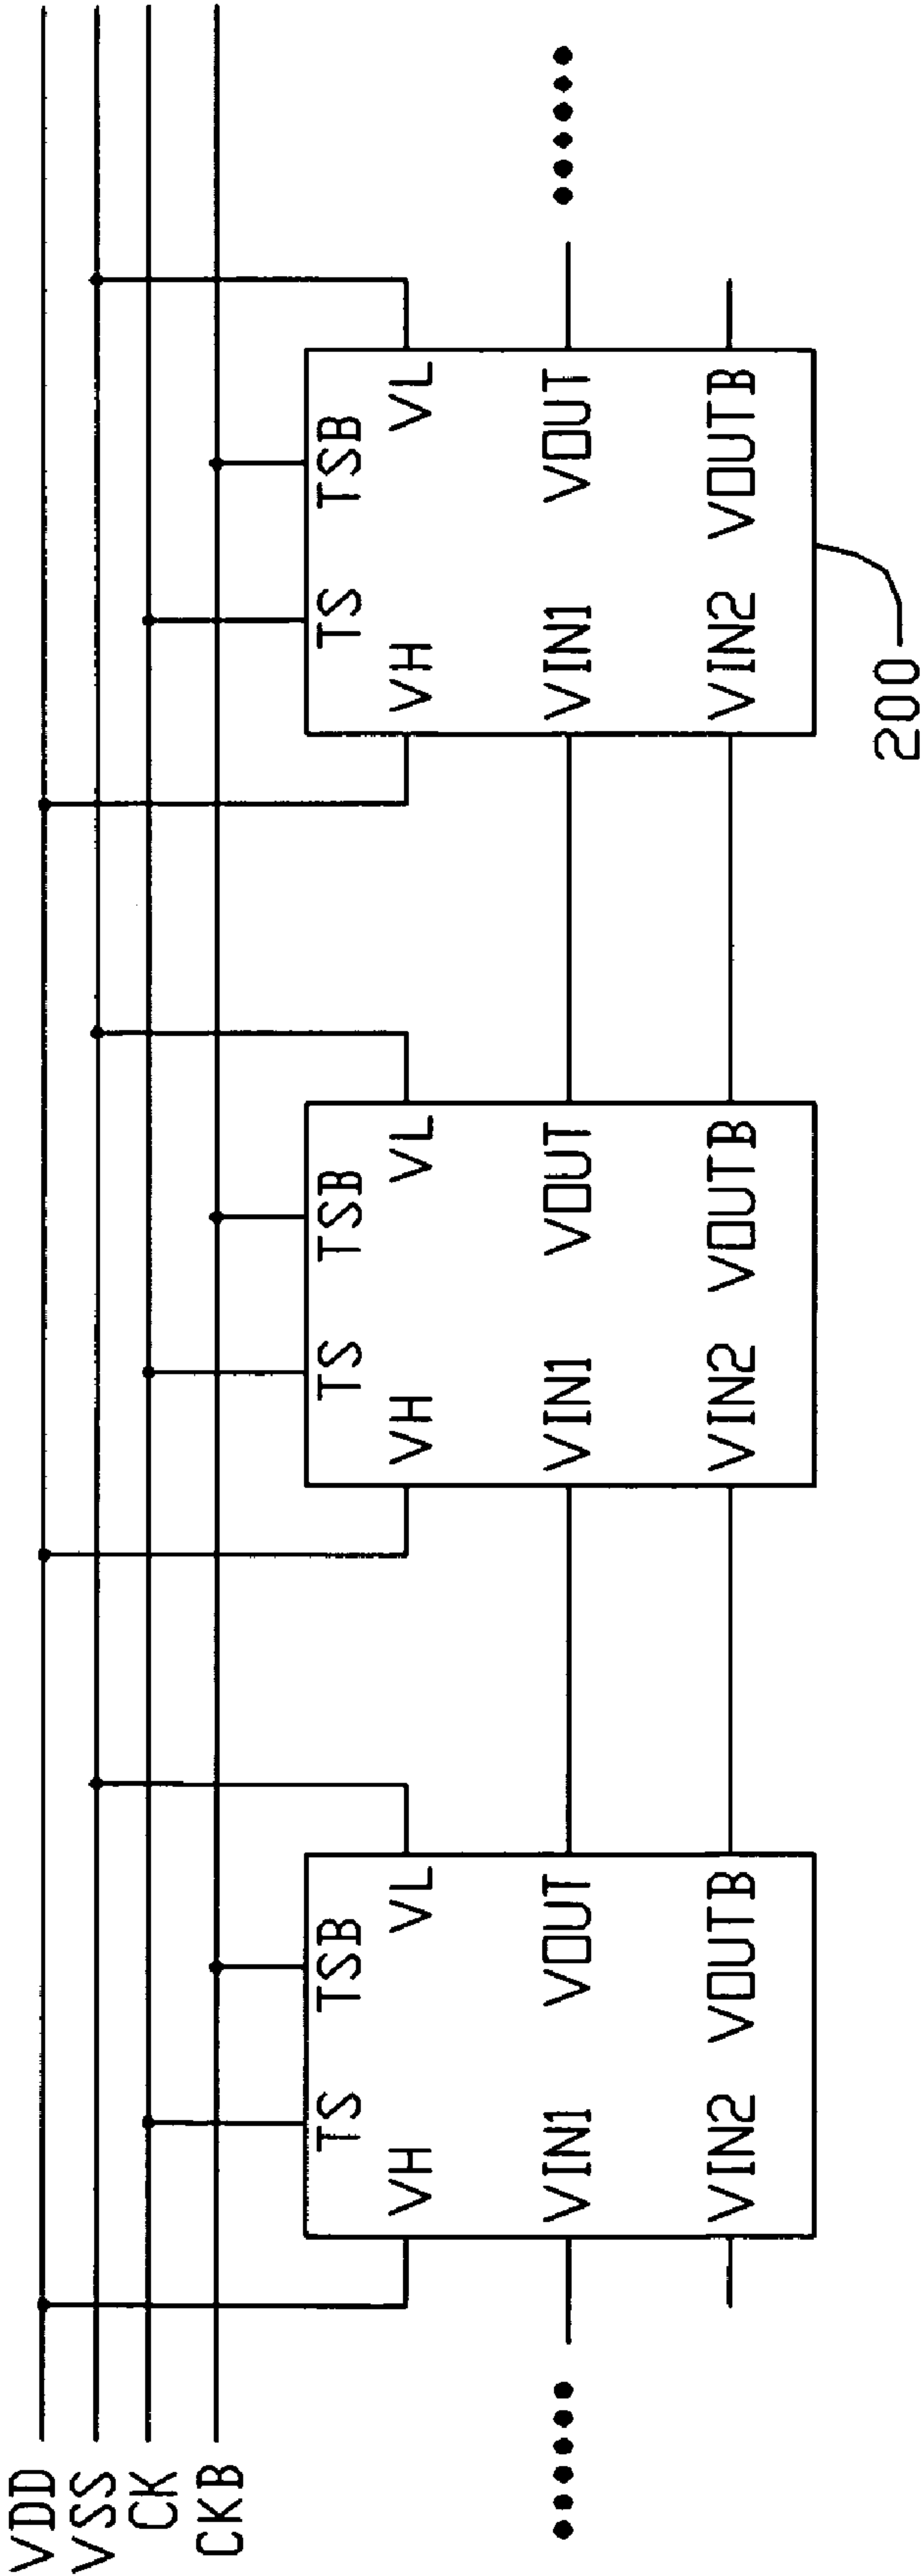 VDD
VSS
CK
CKB
TS TSB
VH VL
VIN1 VOUT
VIN2 VOUTB
TS TSB
VH VL
VIN1 VOUT
VIN2 VOUTB
TS TSB
VH VL
VIN1 VOUT
VIN2 VOUTB
200